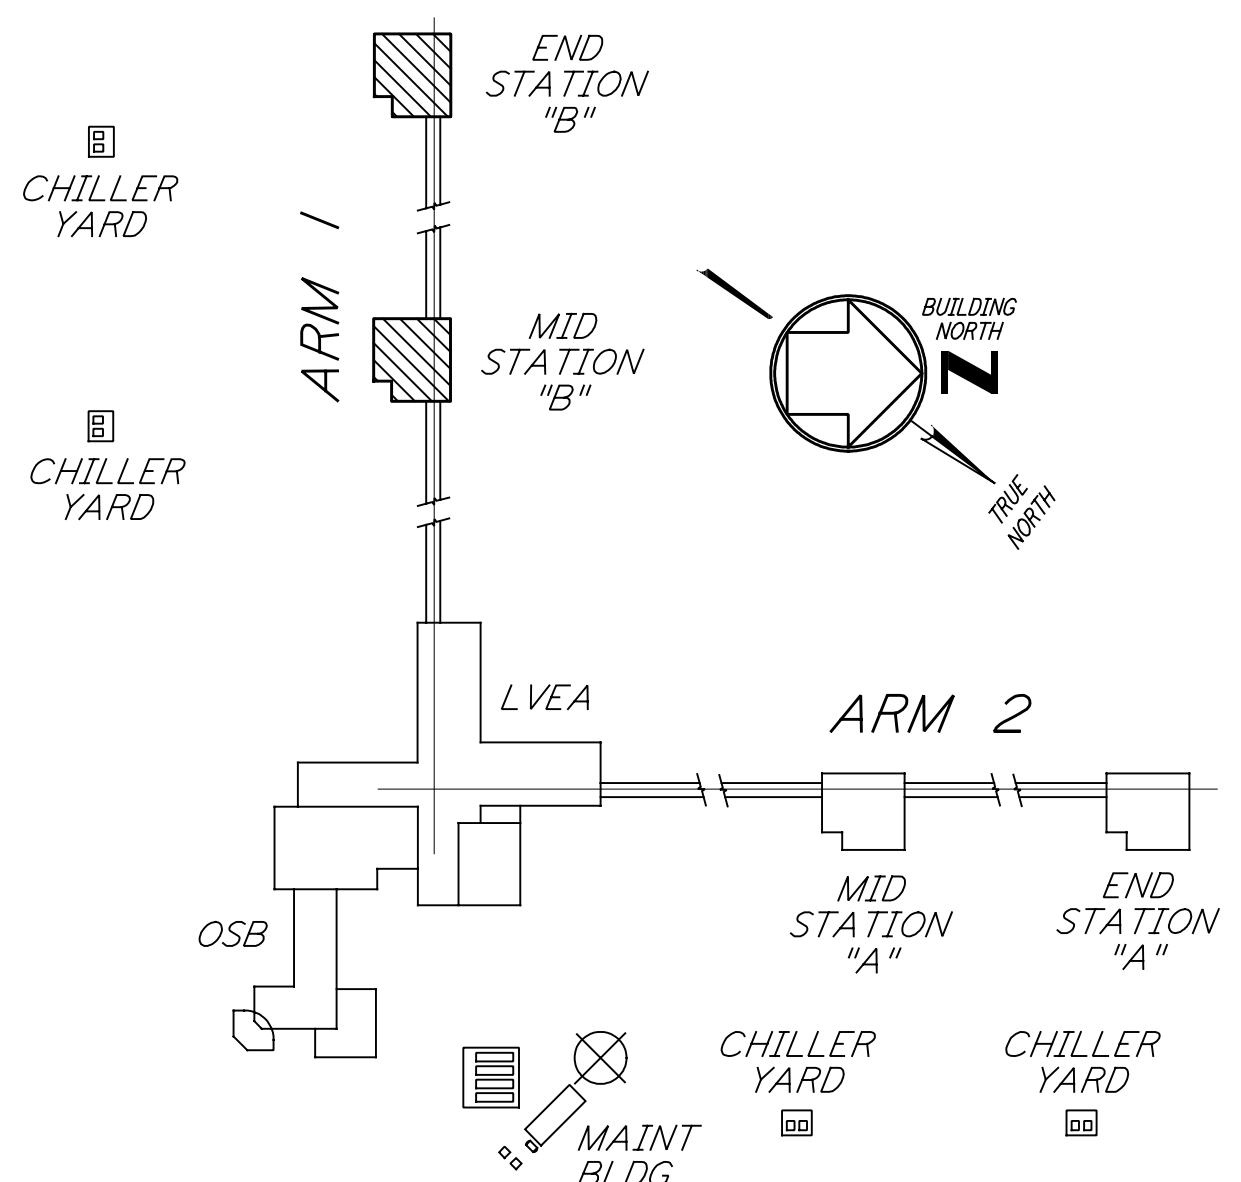 END
STATION
"B"
CHILLER
YARD
ARM 1
MID
STATION
"B"
BUILDING
NORTH
N
TRUE
NORTH
CHILLER
YARD
LVEA
ARM 2
MID
STATION
"A"
END
STATION
"A"
OSB
CHILLER
YARD
CHILLER
YARD
MAINT
BLDG